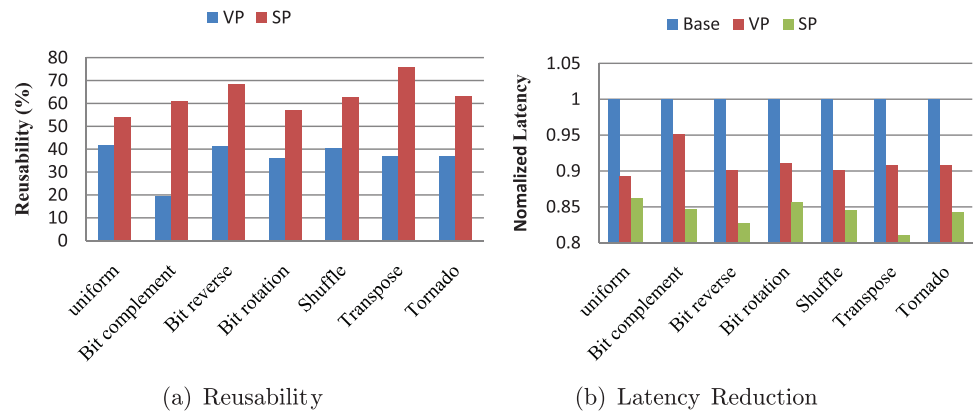 VP SP
Reusability (%)
80
70
60
50
40
30
20
10
0
uniform
Bit complement
Bit reverse
Bit rotation
Shuffle
Transpose
Tornado
(a) Reusability
Base VP SP
Nomalized Latency
1.05
1
0.95
0.9
0.85
0.8
uniform
Bit complement
Bit reverse
Bit rotation
Shuffle
Transpose
Tornado
(b) Latency Reduction